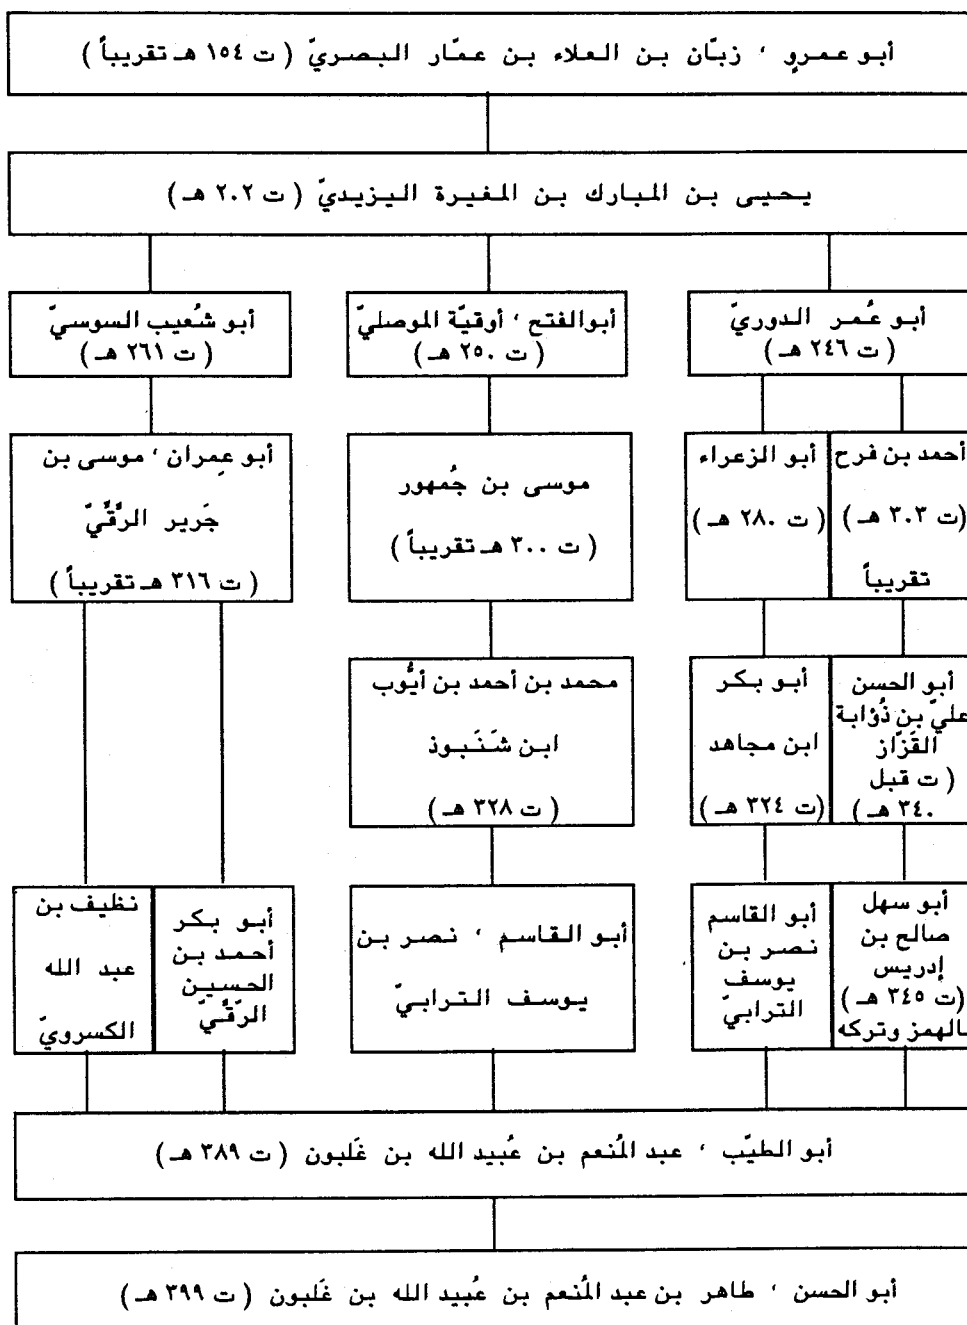 أبو عمرٍو ، زبّان بن العلاء بن عمّار البصريّ ( ت ١٥٤ هـ تقريباً )
يحيى بن المبارك بن المغيرة اليزيديّ ( ت ٢٠٢ هـ )
أبو عُمر الدوريّ
( ت ٢٤٦ هـ )
أبوالفتح ، أوقيّة الموصليّ
( ت ٢٥٠ هـ )
أبو شُعيب السوسيّ
( ت ٢٦١ هـ )
أحمد بن فرح
( ت ٣٠٣ هـ )
تقريباً
أبو الزعراء
( ت ٢٨٠ هـ )
موسى بن جُمهور
( ت ٣٠٠ هـ تقريباً )
أبو عِمران ، موسى بن
جَرير الرَّقِّيّ
( ت ٣١٦ هـ تقريباً )
أبو الحسن
عليّ بن ذُؤابة
القَزّاز
( ت قبل
٣٤٠ هـ )
أبو بكر
ابن مجاهد
( ت ٣٢٤ هـ )
محمد بن أحمد بن أيُّوب
ابن شَنَبوذ
( ت ٣٢٨ هـ )
أبو سهل
صالح بن
إدريس
( ت ٣٤٥ هـ )
بالهمز وتركه
أبو القاسم
نصر بن
يوسف
الترابيّ
أبو القاسم ، نصر بن
يوسف الترابيّ
أبو بكر
أحمد بن
الحسين
الرَّقِّيّ
نظيف بن
عبد الله
الكسرويّ
أبو الطيّب ، عبد المُنعم بن عُبيد الله بن غَلبون ( ت ٣٨٩ هـ )
أبو الحسن ، طاهر بن عبد المُنعم بن عُبيد الله بن غَلبون ( ت ٣٩٩ هـ )